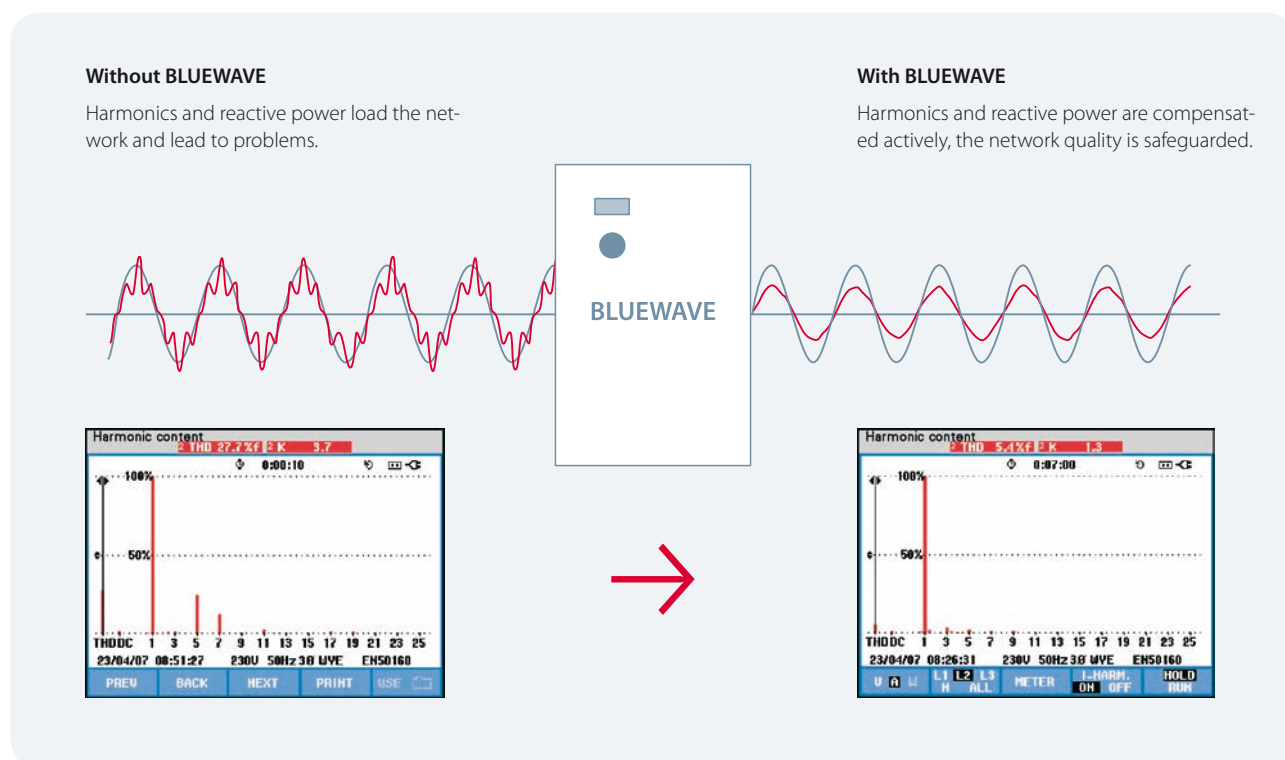 Without BLUEWAVE
Harmonics and reactive power load the net-
work and lead to problems.
With BLUEWAVE
Harmonics and reactive power are compensat-
ed actively, the network quality is safeguarded.
BLUEWAVE
Harmonic content
2 THD 27.7%f 2 K 3.7
0:00:10
100%
50%
THDDC 1 3 5 7 9 11 13 15 17 19 21 23 25
23/04/07 08:51:27 230V 50Hz 3Ø WYE EN50160
PREV BACK NEXT PRINT USE
Harmonic content
2 THD 5.4%f 2 K 1.3
0:07:00
100%
50%
THDDC 1 3 5 7 9 11 13 15 17 19 21 23 25
23/04/07 08:26:31 230V 50Hz 3Ø WYE EN50160
V A W L1 L2 L3 METER I-HARM. HOLD
N ALL ON OFF RUN